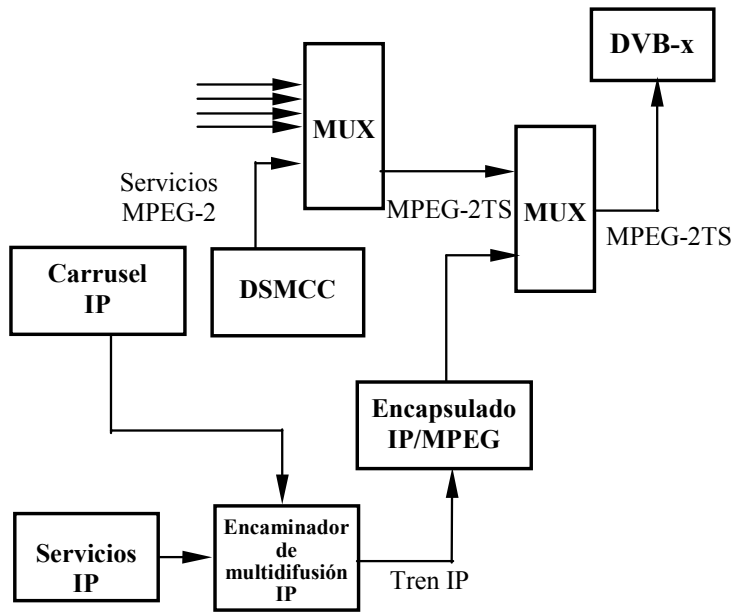 DVB-x
MUX
Servicios
MPEG-2
MPEG-2TS
MUX
MPEG-2TS
Carrusel
IP
DSMCC
Encapsulado
IP/MPEG
Servicios
IP
Encaminador
de
multidifusión
IP
Tren IP